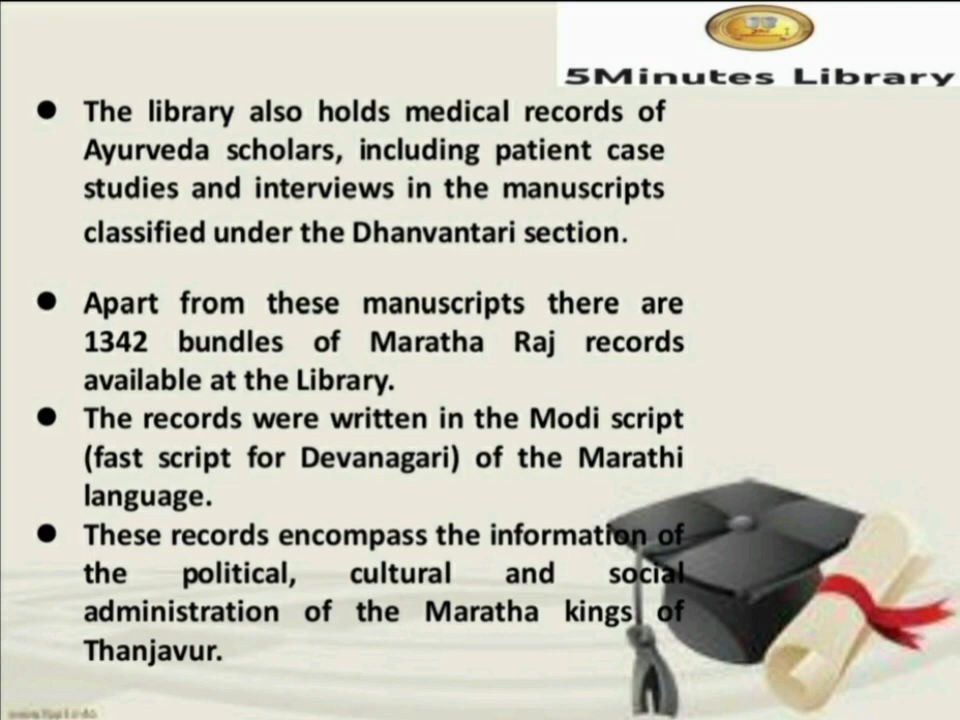 5Minutes Library
● The library also holds medical records of
Ayurveda scholars, including patient case
studies and interviews in the manuscripts
classified under the Dhanvantari section.
● Apart from these manuscripts there are
1342 bundles of Maratha Raj records
available at the Library.
● The records were written in the Modi script
(fast script for Devanagari) of the Marathi
language.
● These records encompass the information of
the political, cultural and social
administration of the Maratha kings of
Thanjavur.